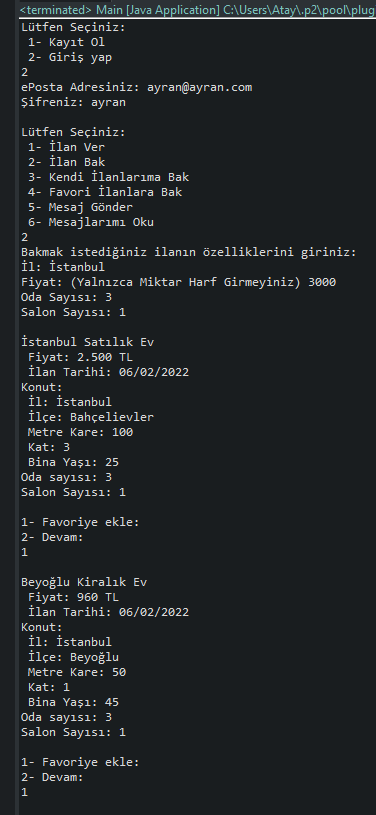 <terminated> Main [Java Application] C:\Users\Atay\.p2\pool\plug
Lütfen Seçiniz:
1- Kayıt Ol
2- Giriş yap
2
ePosta Adresiniz: ayran@ayran.com
Şifreniz: ayran
Lütfen Seçiniz:
1- İlan Ver
2- İlan Bak
3- Kendi İlanlarıma Bak
4- Favori İlanlara Bak
5- Mesaj Gönder
6- Mesajlarımı Oku
2
Bakmak istediğiniz ilanın özelliklerini giriniz:
İl: İstanbul
Fiyat: (Yalnızca Miktar Harf Girmeyiniz) 3000
Oda Sayısı: 3
Salon Sayısı: 1
İstanbul Satılık Ev
Fiyat: 2.500 TL
İlan Tarihi: 06/02/2022
Konut:
İl: İstanbul
İlçe: Bahçelievler
Metre Kare: 100
Kat: 3
Bina Yaşı: 25
Oda sayısı: 3
Salon Sayısı: 1
1- Favoriye ekle:
2- Devam:
1
Beyoğlu Kiralık Ev
Fiyat: 960 TL
İlan Tarihi: 06/02/2022
Konut:
İl: İstanbul
İlçe: Beyoğlu
Metre Kare: 50
Kat: 1
Bina Yaşı: 45
Oda sayısı: 3
Salon Sayısı: 1
1- Favoriye ekle:
2- Devam:
1